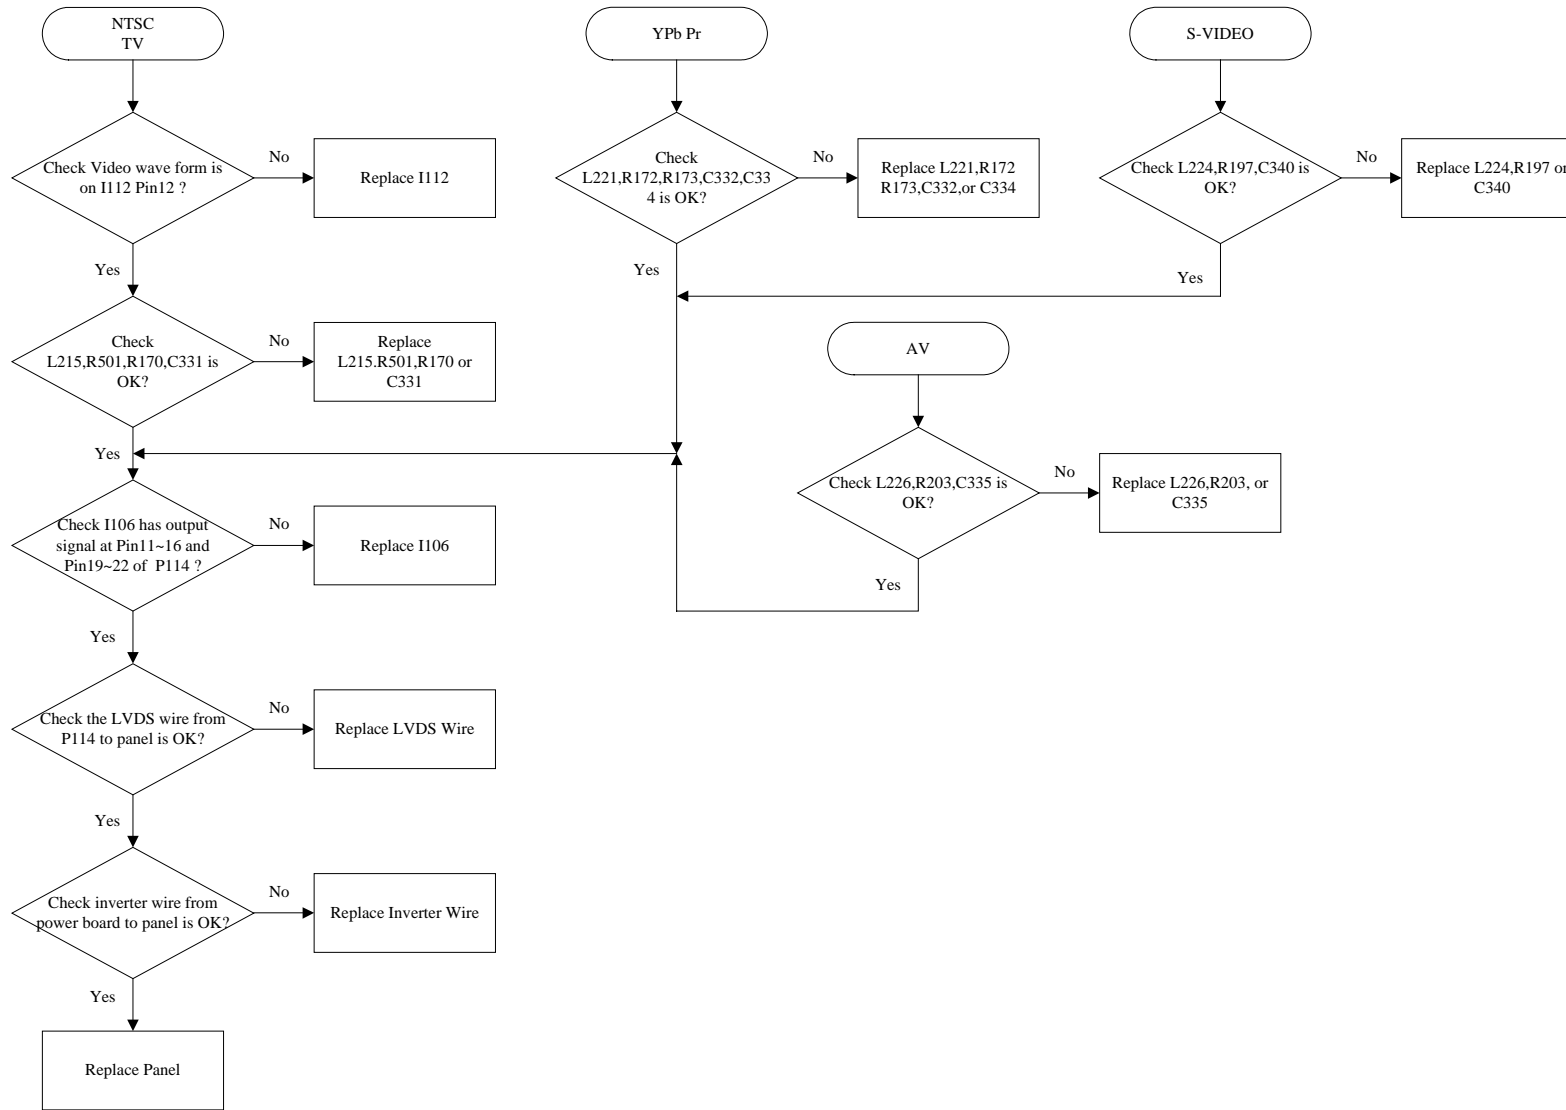 NTSC
TV
Check Video wave form is
on I112 Pin12 ?
No
Replace I112
Yes
Check
L215,R501,R170,C331 is
OK?
No
Replace
L215.R501,R170 or
C331
Yes
Check I106 has output
signal at Pin11~16 and
Pin19~22 of P114 ?
No
Replace I106
Yes
Check the LVDS wire from
P114 to panel is OK?
No
Replace LVDS Wire
Yes
Check inverter wire from
power board to panel is OK?
No
Replace Inverter Wire
Yes
Replace Panel
YPb Pr
Check
L221,R172,R173,C332,C33
4 is OK?
No
Replace L221,R172
R173,C332,or C334
Yes
S-VIDEO
Check L224,R197,C340 is
OK?
No
Replace L224,R197 or
C340
Yes
AV
Check L226,R203,C335 is
OK?
No
Replace L226,R203, or
C335
Yes